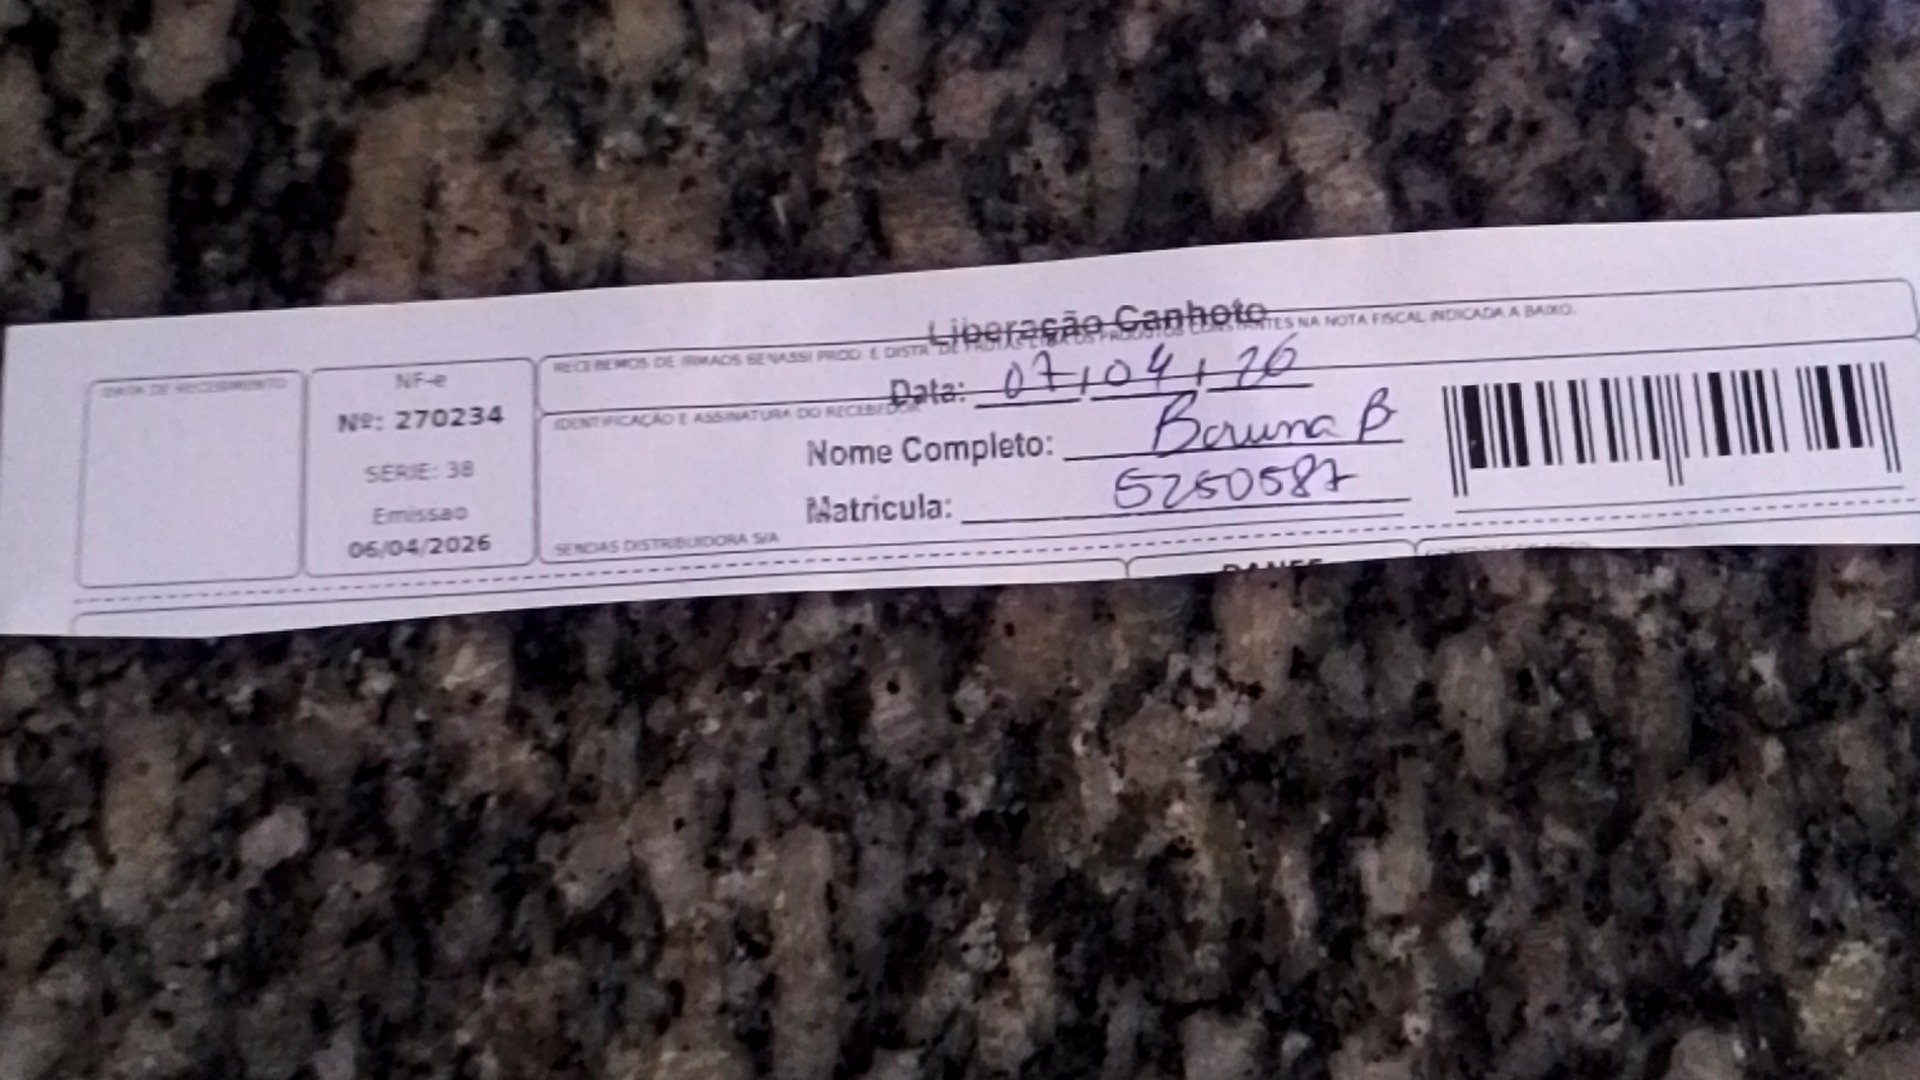 Liberação Canhoto
RECEBEMOS DE IRMAOS BENASSI PROD. E DISTR. DE FRUTAS LTDA OS PRODUTOS CONSTANTES NA NOTA FISCAL INDICADA A BAIXO.
DATA DE RECEBIMENTO
NF-e
Nº: 270234
SERIE: 38
Emissao
06/04/2026
Data: 07/04/26
IDENTIFICAÇÃO E ASSINATURA DO RECEBEDOR
Nome Completo: Bruna B
Matricula: 5250587
SENDAS DISTRIBUIDORA S/A
DANFE